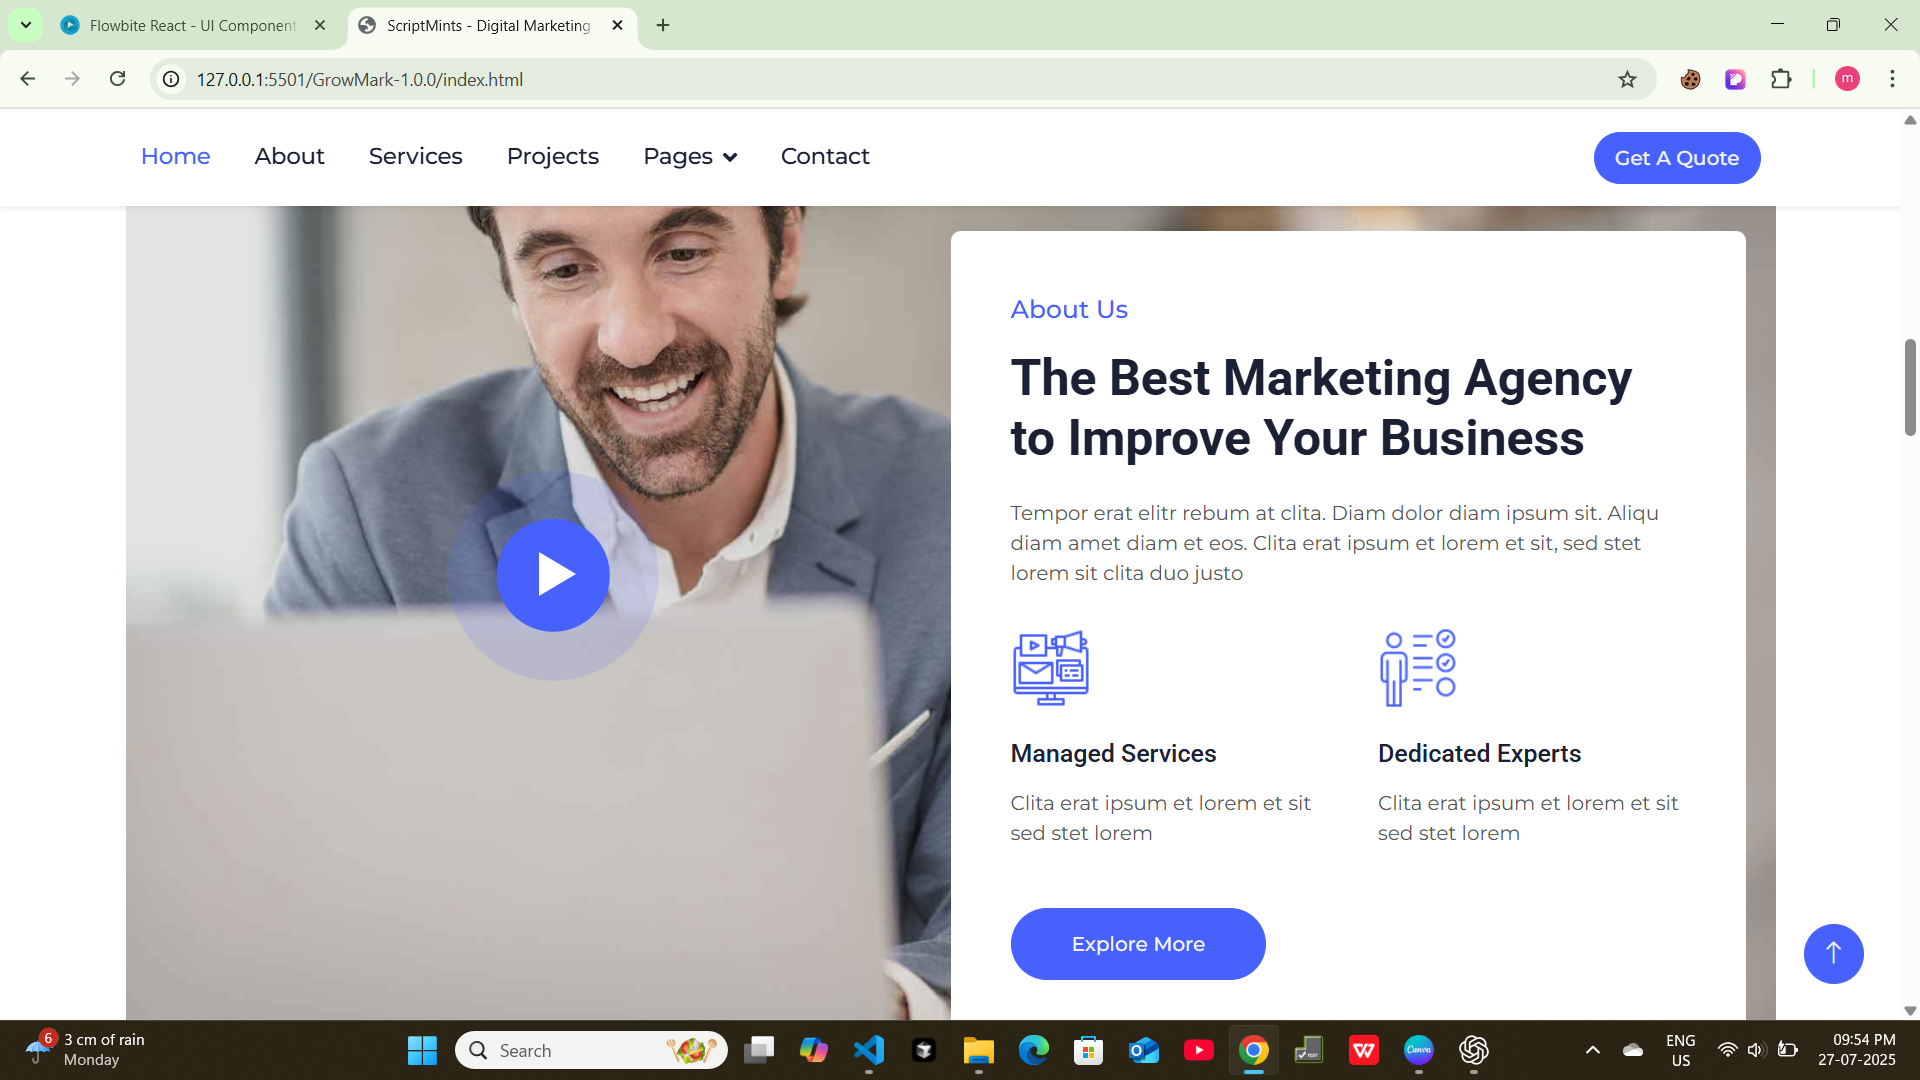 Flowbite React - UI Component
ScriptMints - Digital Marketing
127.0.0.1:5501/GrowMark-1.0.0/index.html
m
Home About Services Projects Pages Contact
Get A Quote
About Us
The Best Marketing Agency
to Improve Your Business
Tempor erat elitr rebum at clita. Diam dolor diam ipsum sit. Aliqu
diam amet diam et eos. Clita erat ipsum et lorem et sit, sed stet
lorem sit clita duo justo
Managed Services
Clita erat ipsum et lorem et sit
sed stet lorem
Dedicated Experts
Clita erat ipsum et lorem et sit
sed stet lorem
Explore More
6
3 cm of rain
Monday
Search
TEST
W
Canva
ENG
US
09:54 PM
27-07-2025